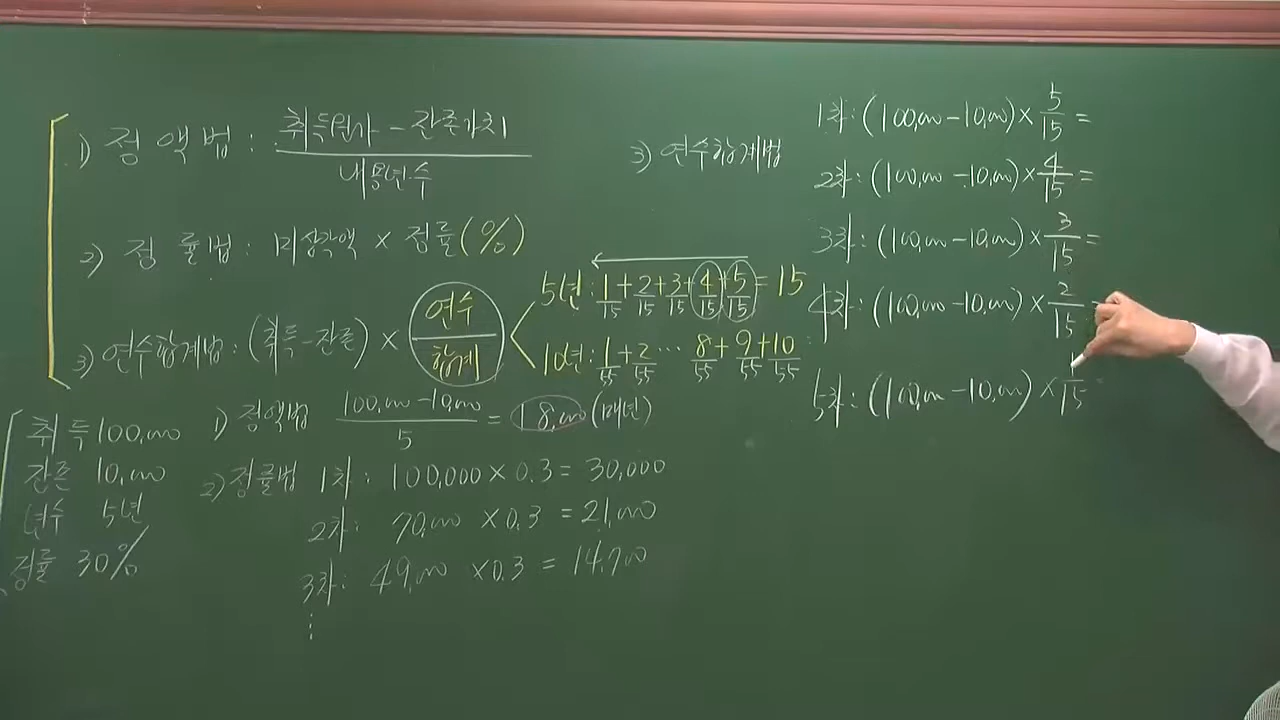 1) 정액법 : 취득원가 - 잔존가치
내용년수
2) 정률법 : 미상각액 × 정률(%)
3) 연수합계법 : (취득-잔존) × 연수
합계
5년 : 1/15 + 2/15 + 3/15 + 4/15 + 5/15 = 15
10년 : 1/55 + 2/55 ... 8/55 + 9/55 + 10/55
취득 100,000
잔존 10,000
년수 5년
정률 30%
1) 정액법 100,000-10,000 = 18,000 (매년)
5
2) 정률법 1차 : 100,000 × 0.3 = 30,000
2차 : 70,000 × 0.3 = 21,000
3차 : 49,000 × 0.3 = 14,700
⋮
3) 연수합계법
1차 : (100,000 - 10,000) × 5/15 =
2차 : (100,000 - 10,000) × 4/15 =
3차 : (100,000 - 10,000) × 3/15 =
4차 : (100,000 - 10,000) × 2/15 =
5차 : (100,000 - 10,000) × 1/15